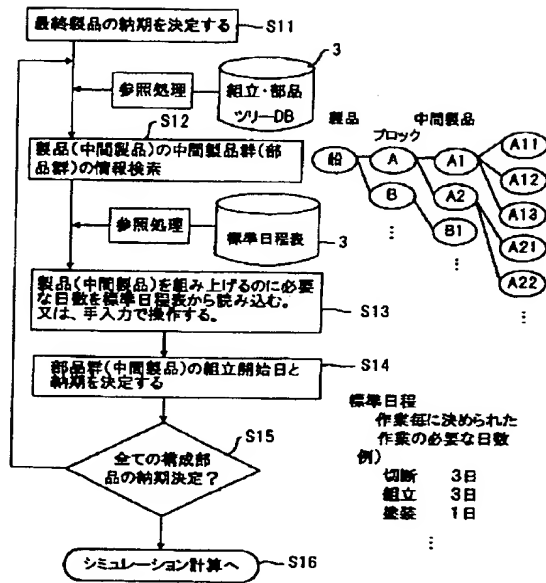 最終製品の納期を決定する
S11
3
参照処理
組立・部品
ツリーDB
S12
製品(中間製品)の中間製品群(部
品群)の情報検索
参照処理
標準日程表
3
製品(中間製品)を組み上げるのに必要
な日数を標準日程表から読み込む。
又は、手入力で操作する。
S13
S14
部品群(中間製品)の組立開始日と
納期を決定する
S15
全ての構成部
品の納期決定?
シミュレーション計算へ
S16
製品
ブロック
中間製品
船
A
A1
A11
A12
A13
B
A2
A21
B1
A22
⋮
⋮
⋮
標準日程
作業毎に決められた
作業の必要な日数
例)
切断 3日
組立 3日
塗装 1日
⋮